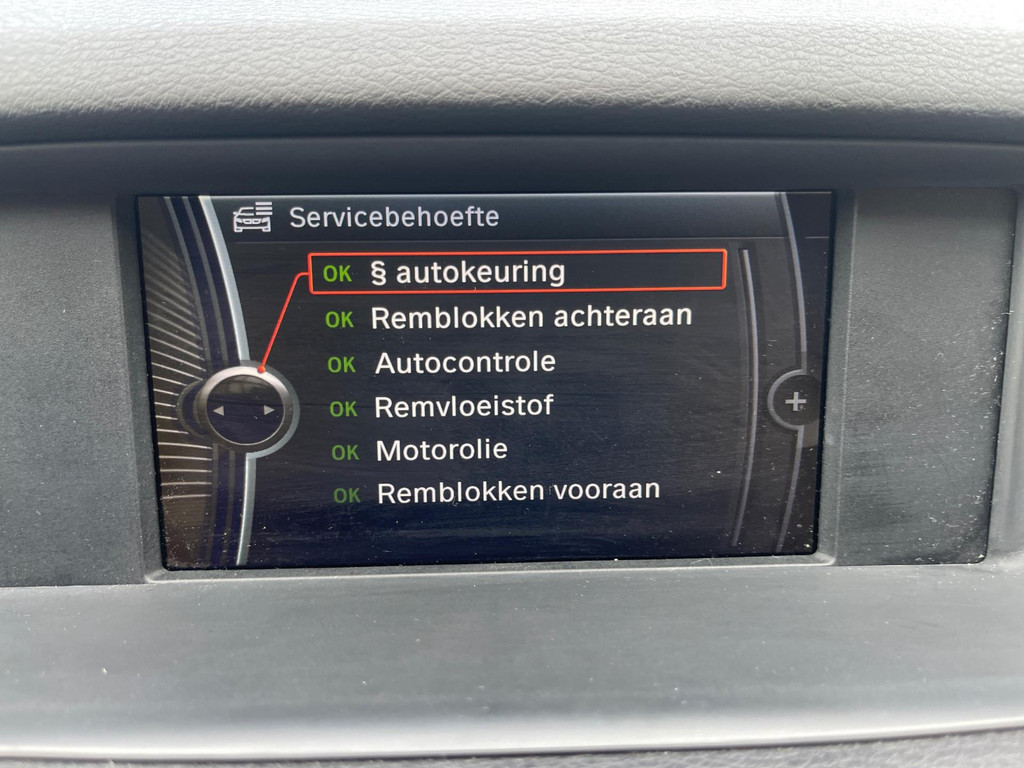 Servicebehoefte
OK § autokeuring
OK Remblokken achteraan
OK Autocontrole
OK Remvloeistof
OK Motorolie
OK Remblokken vooraan